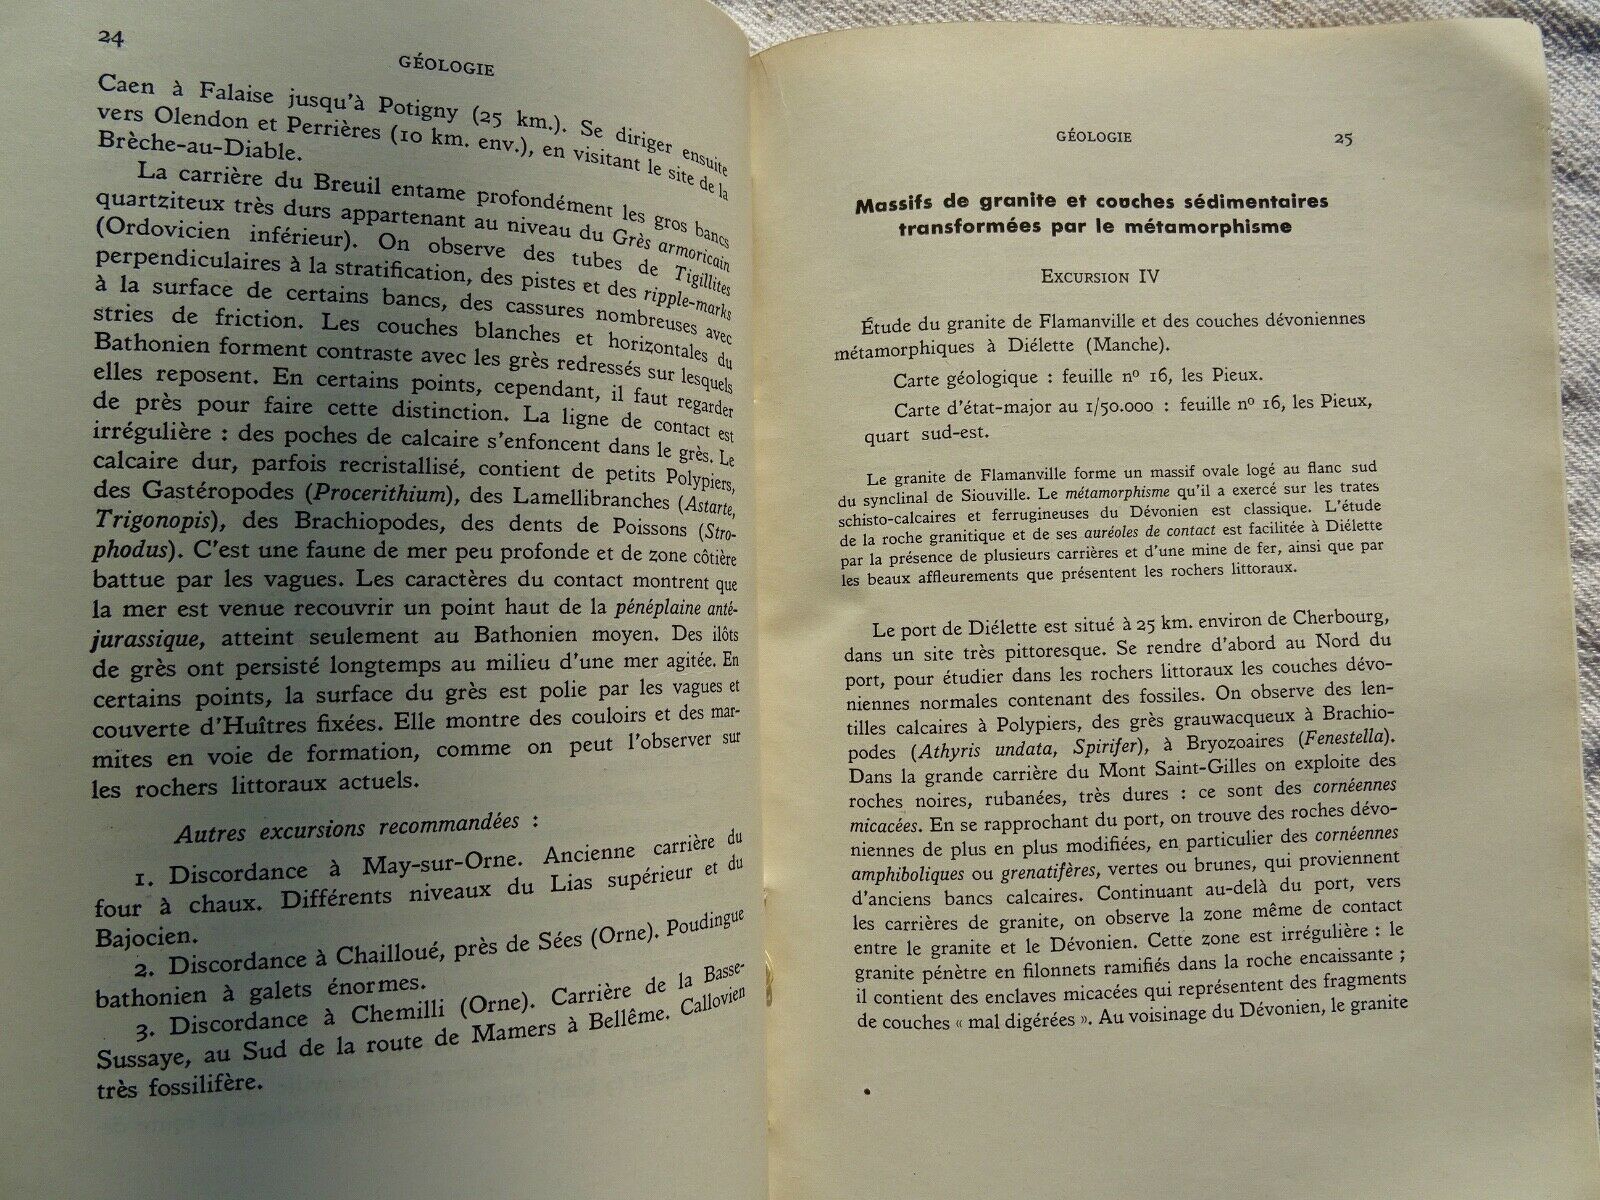 24
GÉOLOGIE
Caen à Falaise jusqu'à Potigny (25 km.). Se diriger ensuite
vers Olendon et Perrières (10 km. env.), en visitant le site de la
Brèche-au-Diable.
La carrière du Breuil entame profondément les gros bancs
quartziteux très durs appartenant au niveau du Grès armoricain
(Ordovicien inférieur). On observe des tubes de Tigillites
perpendiculaires à la stratification, des pistes et des ripple-marks
à la surface de certains bancs, des cassures nombreuses avec
stries de friction. Les couches blanches et horizontales du
Bathonien forment contraste avec les grès redressés sur lesquels
elles reposent. En certains points, cependant, il faut regarder
de près pour faire cette distinction. La ligne de contact est
irrégulière : des poches de calcaire s'enfoncent dans le grès. Le
calcaire dur, parfois recristallisé, contient de petits Polypiers,
des Gastéropodes (Procerithium), des Lamellibranches (Astarte,
Trigonopis), des Brachiopodes, des dents de Poissons (Stro-
phodus). C'est une faune de mer peu profonde et de zone côtière
battue par les vagues. Les caractères du contact montrent que
la mer est venue recouvrir un point haut de la pénéplaine anté-
jurassique, atteint seulement au Bathonien moyen. Des ilôts
de grès ont persisté longtemps au milieu d'une mer agitée. En
certains points, la surface du grès est polie par les vagues et
couverte d'Huîtres fixées. Elle montre des couloirs et des mar-
mites en voie de formation, comme on peut l'observer sur
les rochers littoraux actuels.
Autres excursions recommandées :
1. Discordance à May-sur-Orne. Ancienne carrière du
four à chaux. Différents niveaux du Lias supérieur et du
Bajocien.
2. Discordance à Chailloué, près de Sées (Orne). Poudingue
bathonien à galets énormes.
3. Discordance à Chemilli (Orne). Carrière de la Basse-
Sussaye, au Sud de la route de Mamers à Bellême. Callovien
très fossilifère.
GÉOLOGIE 25
Massifs de granite et couches sédimentaires
transformées par le métamorphisme
EXCURSION IV
Étude du granite de Flamanville et des couches dévoniennes
métamorphiques à Diélette (Manche).
Carte géologique : feuille nº 16, les Pieux.
Carte d'état-major au 1/50.000 : feuille nº 16, les Pieux,
quart sud-est.
Le granite de Flamanville forme un massif ovale logé au flanc sud
du synclinal de Siouville. Le métamorphisme qu'il a exercé sur les trates
schisto-calcaires et ferrugineuses du Dévonien est classique. L'étude
de la roche granitique et de ses auréoles de contact est facilitée à Diélette
par la présence de plusieurs carrières et d'une mine de fer, ainsi que par
les beaux affleurements que présentent les rochers littoraux.
Le port de Diélette est situé à 25 km. environ de Cherbourg,
dans un site très pittoresque. Se rendre d'abord au Nord du
port, pour étudier dans les rochers littoraux les couches dévo-
niennes normales contenant des fossiles. On observe des len-
tilles calcaires à Polypiers, des grès grauwacqueux à Brachio-
podes (Athyris undata, Spirifer), à Bryozoaires (Fenestella).
Dans la grande carrière du Mont Saint-Gilles on exploite des
roches noires, rubanées, très dures : ce sont des cornéennes
micacées. En se rapprochant du port, on trouve des roches dévo-
niennes de plus en plus modifiées, en particulier des cornéennes
amphiboliques ou grenatifères, vertes ou brunes, qui proviennent
d'anciens bancs calcaires. Continuant au-delà du port, vers
les carrières de granite, on observe la zone même de contact
entre le granite et le Dévonien. Cette zone est irrégulière : le
granite pénètre en filonnets ramifiés dans la roche encaissante ;
il contient des enclaves micacées qui représentent des fragments
de couches « mal digérées ». Au voisinage du Dévonien, le granite